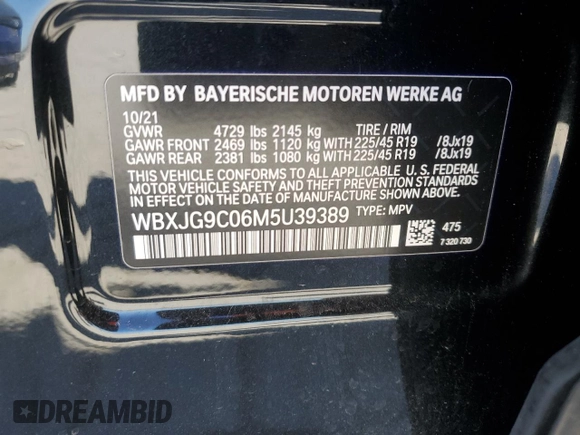 MFD BY BAYERISCHE MOTOREN WERKE AG
10/21
GVWR 4729 lbs 2145 kg TIRE / RIM
GAWR FRONT 2469 lbs 1120 kg WITH 225/45 R19 /8Jx19
GAWR REAR 2381 lbs 1080 kg WITH 225/45 R19 /8Jx19
THIS VEHICLE CONFORMS TO ALL APPLICABLE U. S. FEDERAL
MOTOR VEHICLE SAFETY AND THEFT PREVENTION STANDARDS
IN EFFECT ON THE DATE OF MANUFACTURE SHOWN ABOVE.
WBXJG9C06M5U39389 TYPE: MPV
475
7 320 730
DREAMBID